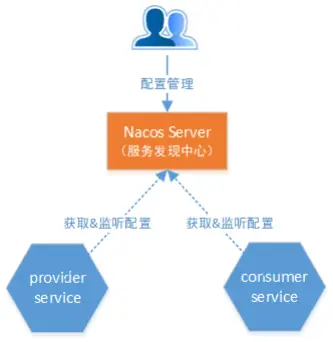 配置管理
Nacos Server
（服务发现中心）
获取&监听配置
获取&监听配置
provider
service
consumer
service